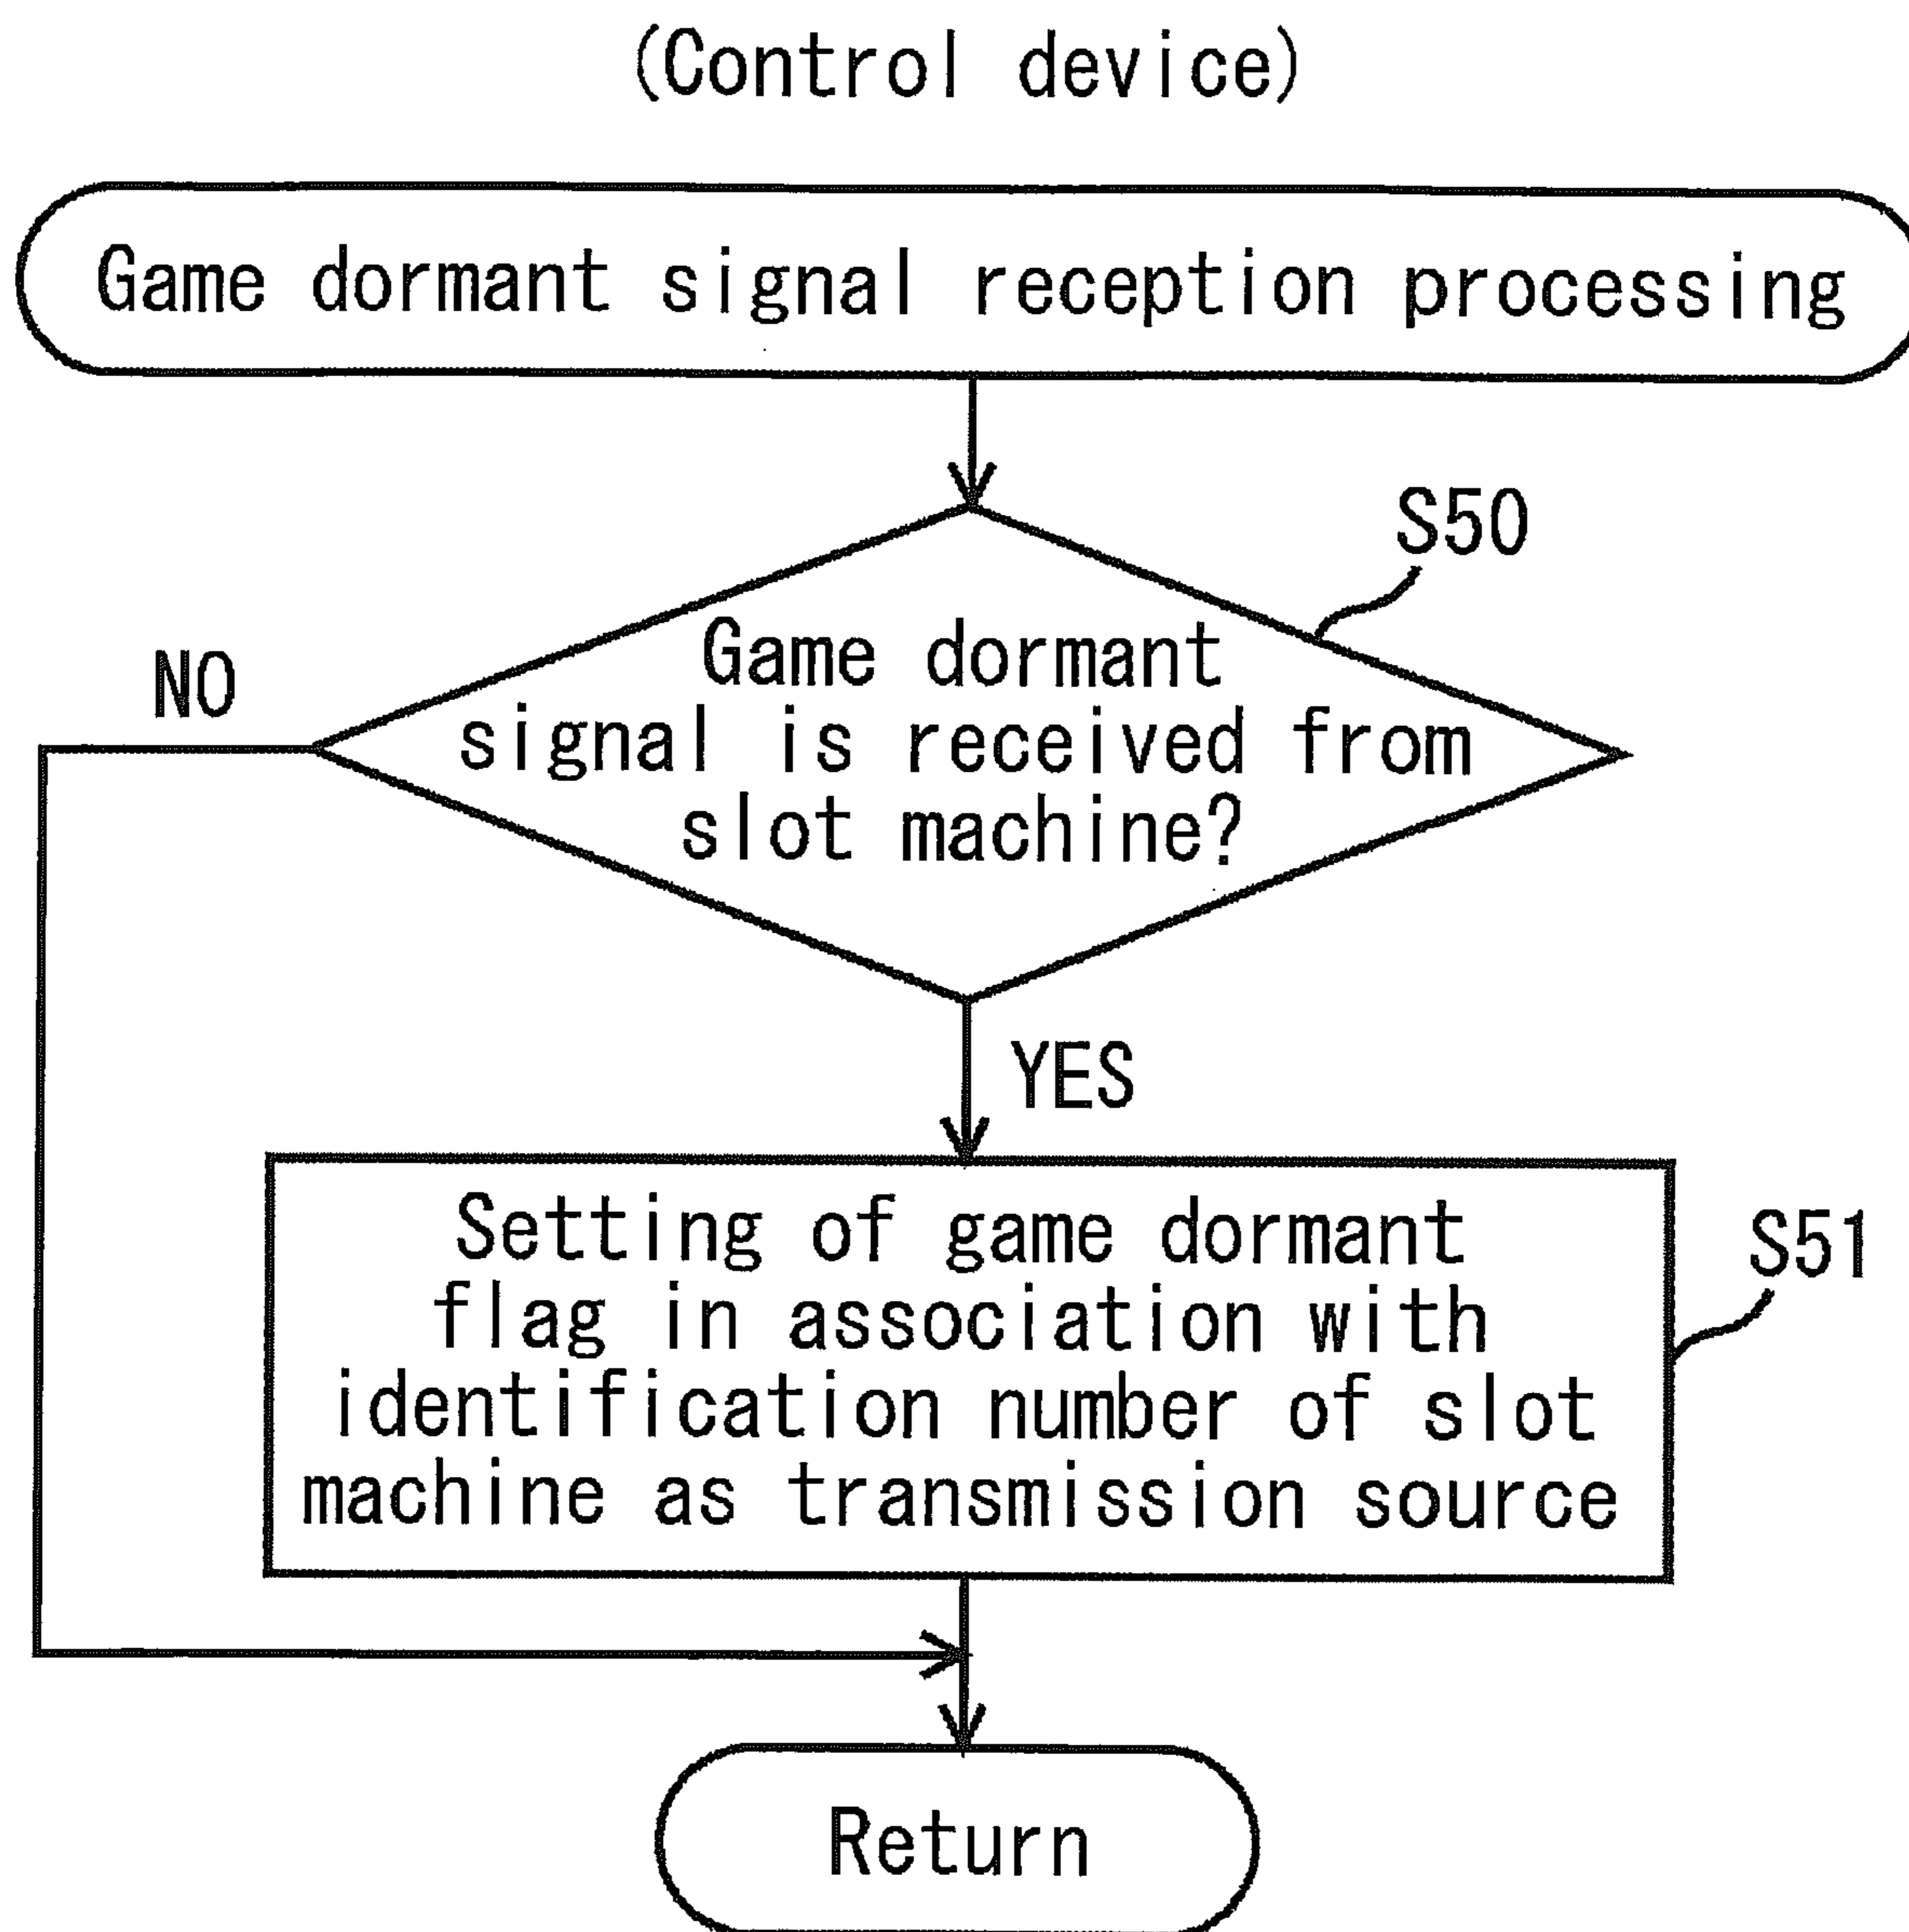 (Control device)
Game dormant signal reception processing
S50
Game dormant
signal is received from
slot machine?
NO
YES
Setting of game dormant
flag in association with
identification number of slot
machine as transmission source
S51
Return